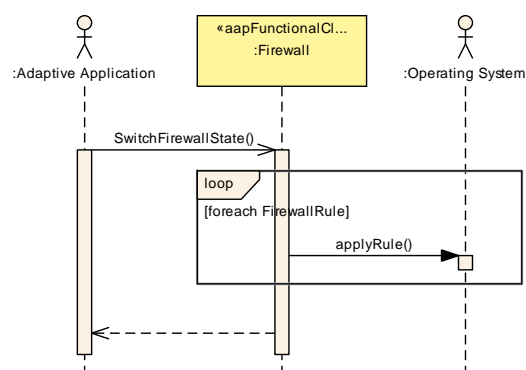 «aapFunctionalCl...
:Firewall
:Adaptive Application
:Operating System
SwitchFirewallState()
loop
[foreach FirewallRule]
applyRule()